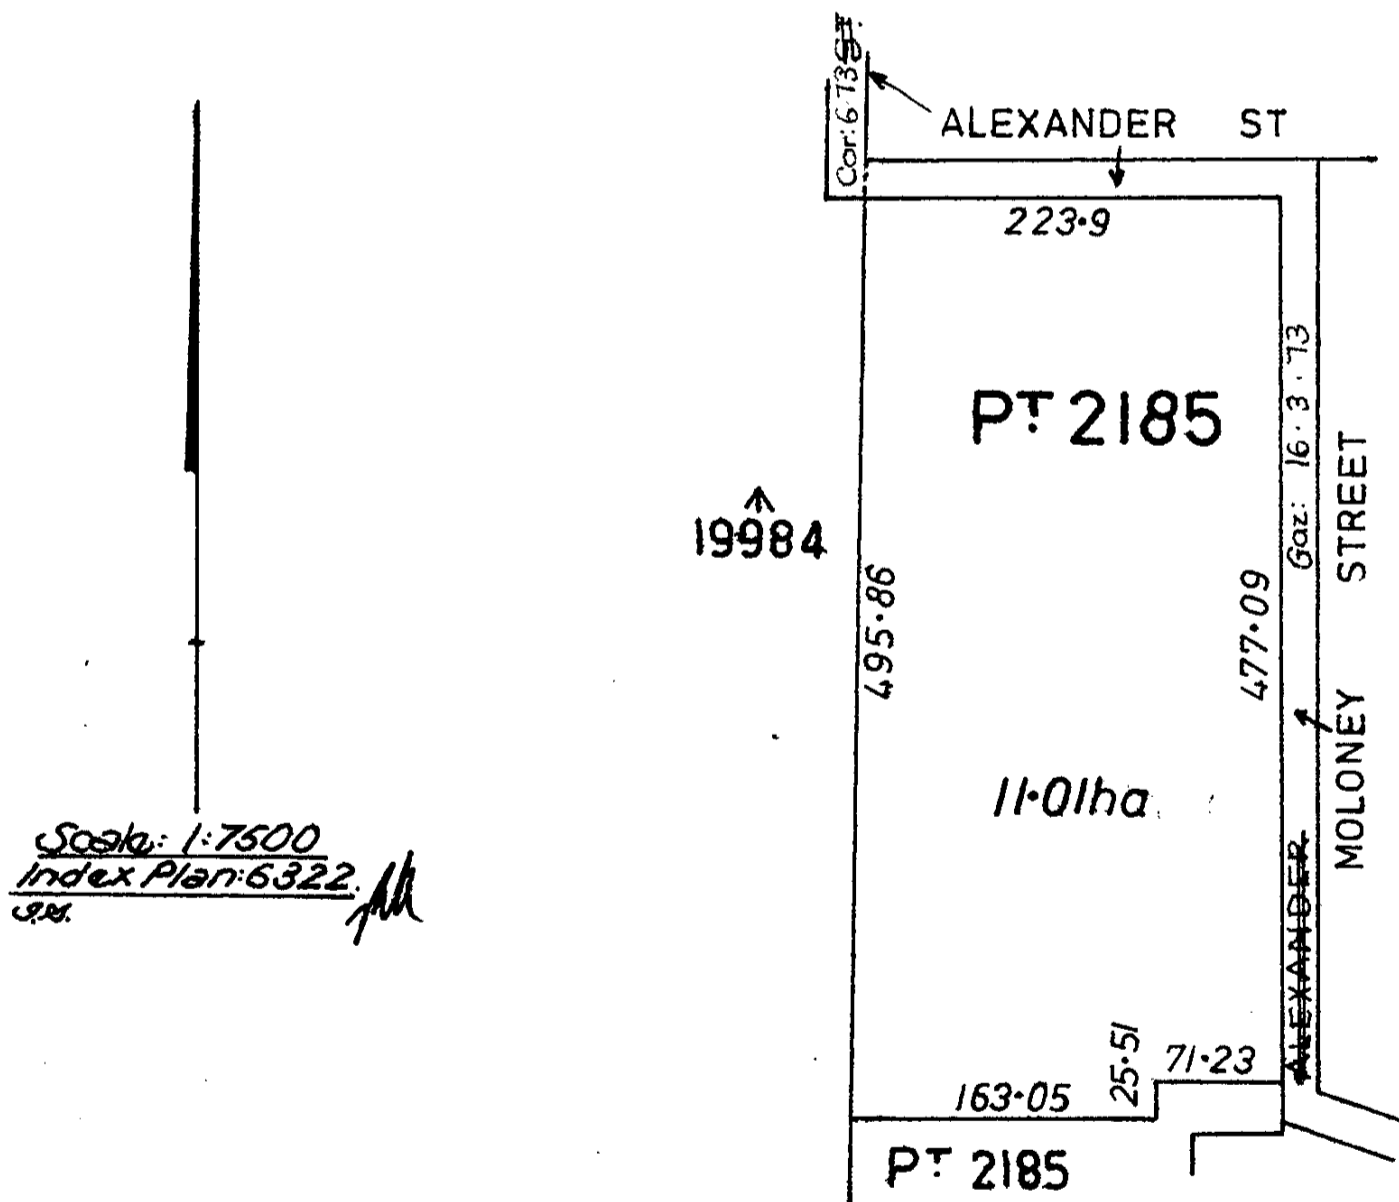 Cor: 6·73 ST.
ALEXANDER ST
223·9
PT 2185
Gaz: 16·3·73
MOLONEY STREET
19984
495·86
477·09
11·01ha
Scale: 1:7500
Index Plan: 6322.
ALEXANDER
25·51
71·23
163·05
PT 2185